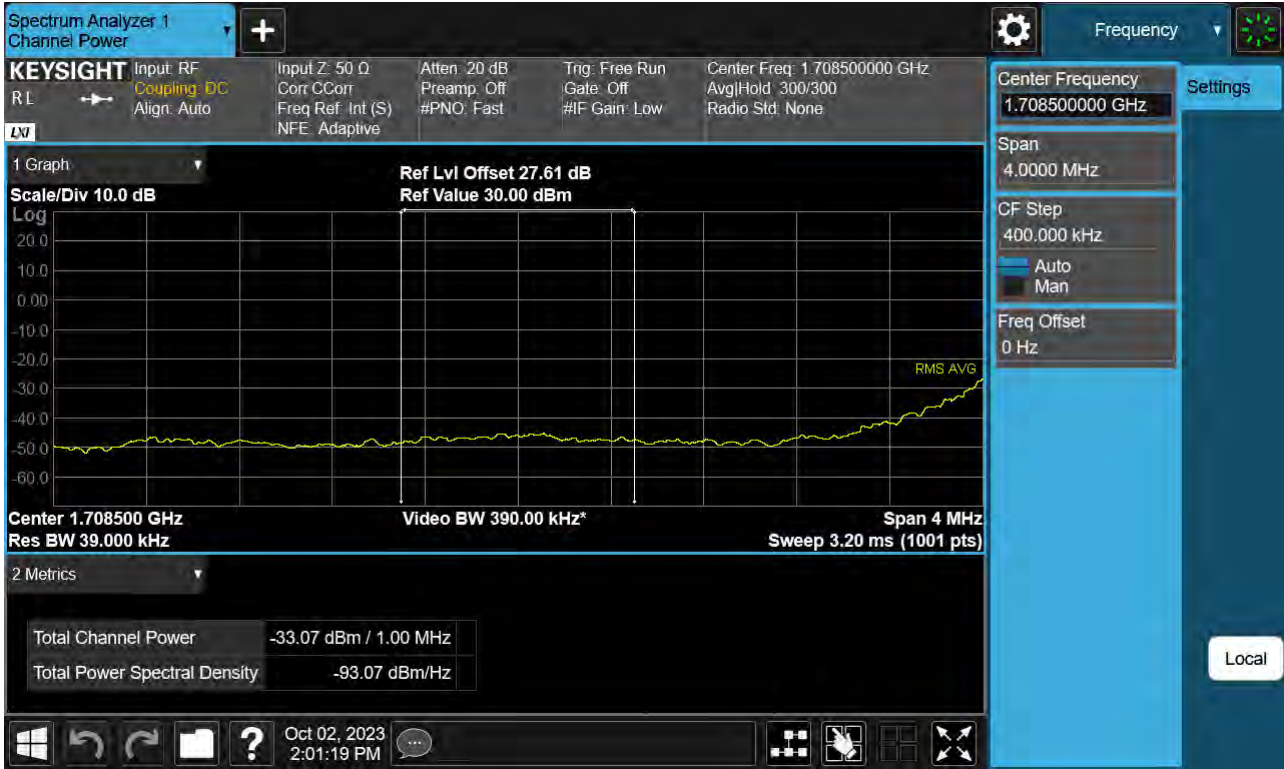 Spectrum Analyzer 1
Channel Power
Frequency
KEYSIGHT
R L
LXI
Input: RF
Coupling: DC
Align: Auto
Input Z: 50 Ω
Corr CCorr
Freq Ref: Int (S)
NFE: Adaptive
Atten: 20 dB
Preamp: Off
#PNO: Fast
Trig: Free Run
Gate: Off
#IF Gain: Low
Center Freq: 1.708500000 GHz
Avg|Hold: 300/300
Radio Std: None
Center Frequency
1.708500000 GHz
Settings
Span
4.0000 MHz
CF Step
400.000 kHz
Auto
Man
Freq Offset
0 Hz
1 Graph
Ref Lvl Offset 27.61 dB
Scale/Div 10.0 dB
Ref Value 30.00 dBm
Log
20.0
10.0
0.00
-10.0
-20.0
RMS AVG
-30.0
-40.0
-50.0
-60.0
Center 1.708500 GHz
Video BW 390.00 kHz*
Span 4 MHz
Res BW 39.000 kHz
Sweep 3.20 ms (1001 pts)
2 Metrics
Total Channel Power -33.07 dBm / 1.00 MHz
Total Power Spectral Density -93.07 dBm/Hz
Local
?
Oct 02, 2023
2:01:19 PM